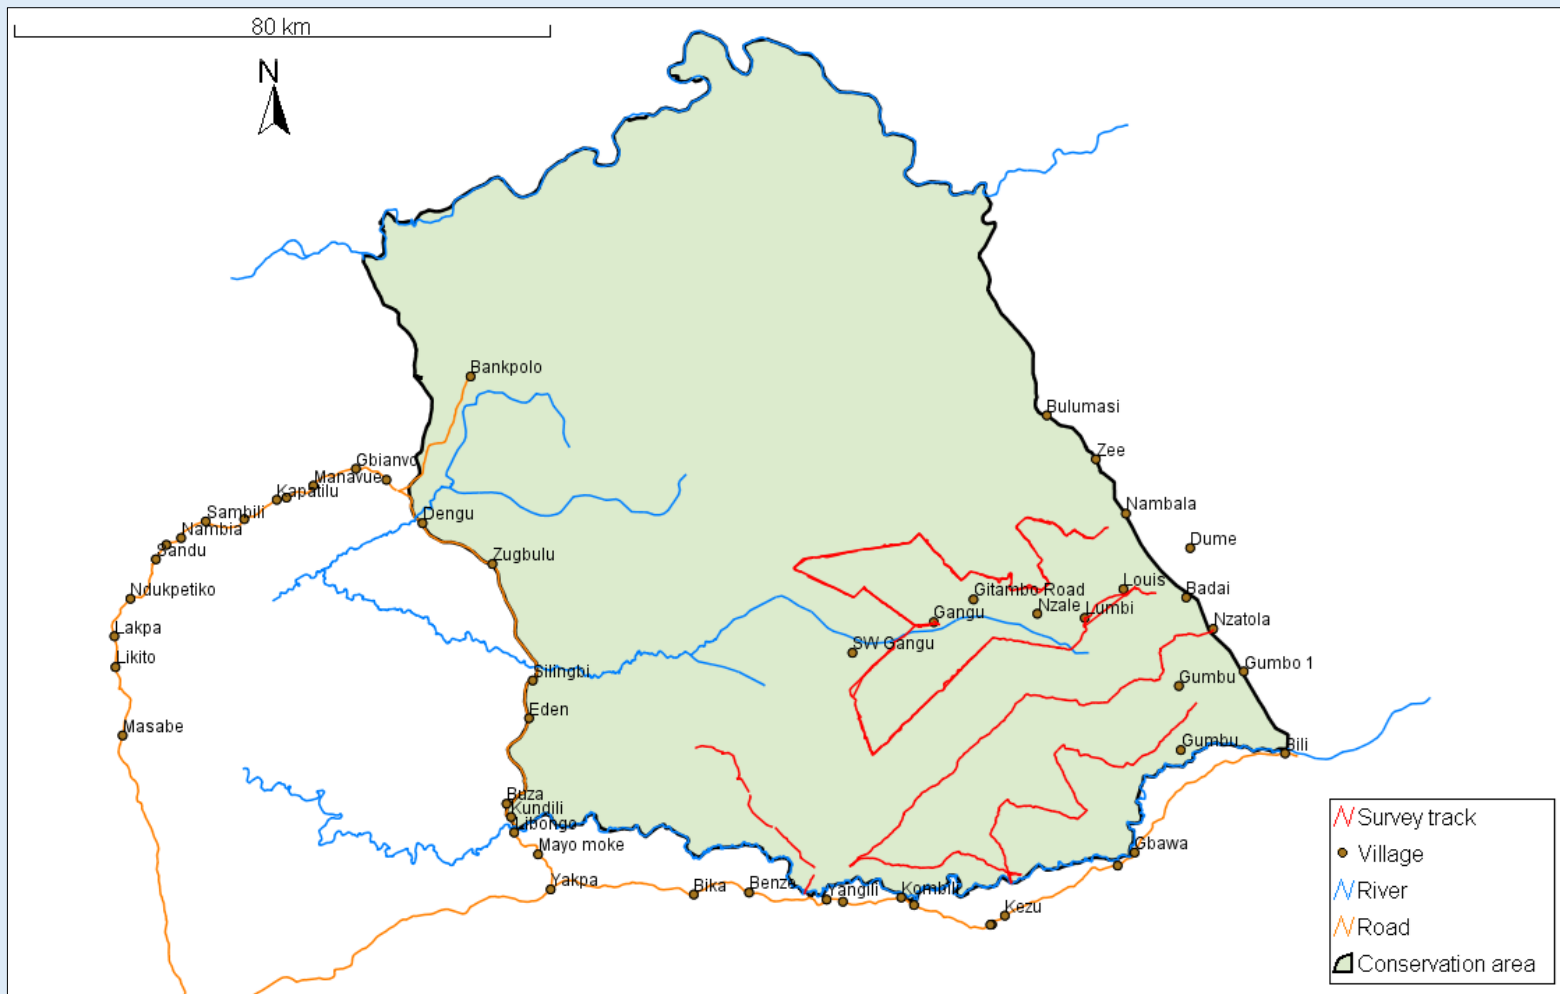 80 km
N
Bankpolo
Bulumasi
Zee
Gbianvo
Manavue
Kapatilu
Nambala
Sambili
Dengu
Nambia
Dume
Sandu
Zugbulu
Louis
Ndukpetiko
Gitambo Road
Badai
Gangu
Nzale
Lumbi
Nzatola
Lakpa
SW Gangu
Likito
Silingbi
Gumbu
Gumbo 1
Eden
Masabe
Gumbu
Bili
Buza
Kundili
Libongo
Mayo moke
Gbawa
Yakpa
Bika
Benze
Yangili
Kombili
Kezu
Survey track
Village
River
Road
Conservation area